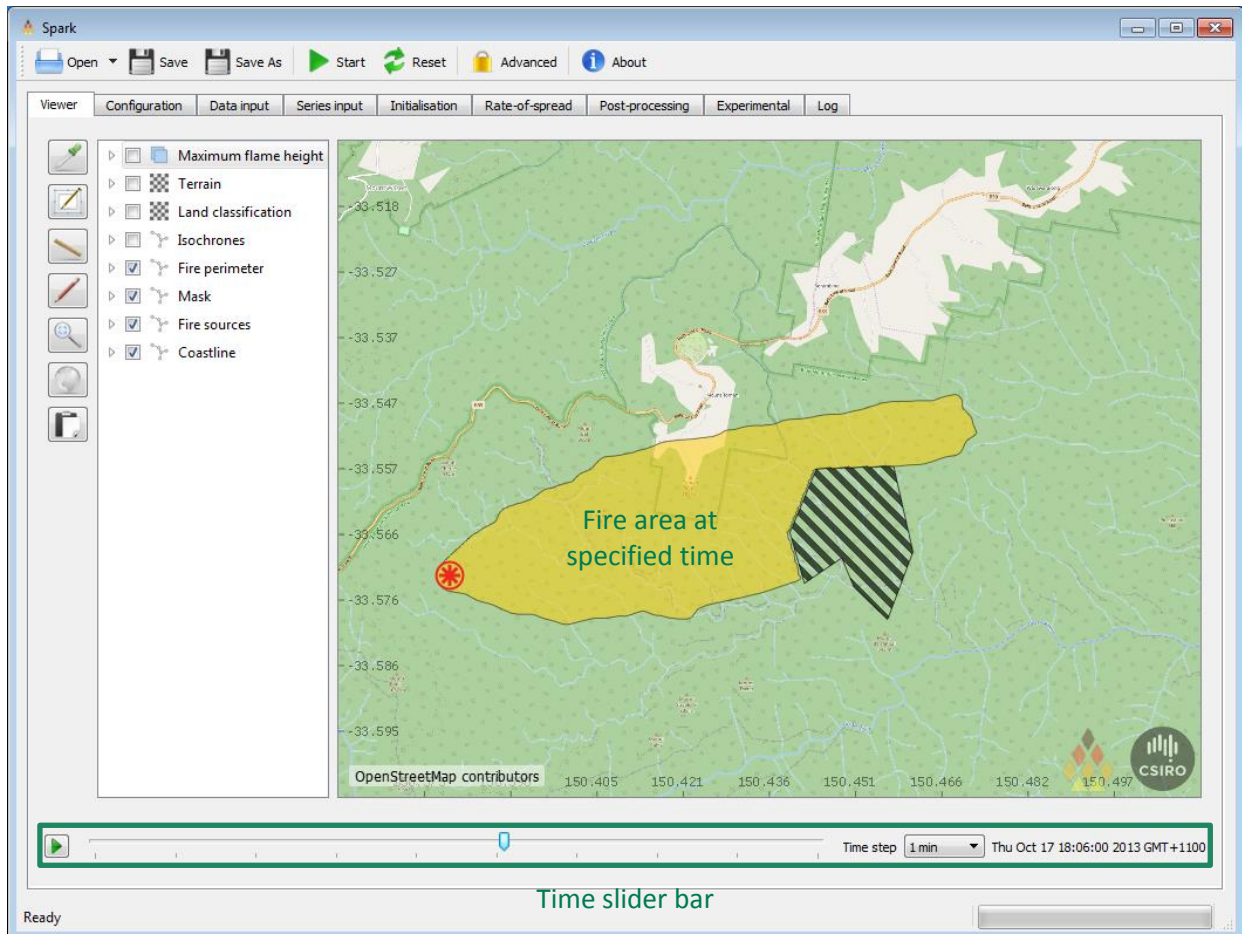 Spark
Open Save Save As Start Reset Advanced About
Viewer Configuration Data input Series input Initialisation Rate-of-spread Post-processing Experimental Log
Maximum flame height
Terrain
Land classification
Isochrones
Fire perimeter
Mask
Fire sources
Coastline
-33.518
-33.527
-33.537
-33.547
-33.557
Fire area at
specified time
-33.566
-33.576
-33.586
-33.595
OpenStreetMap contributors 150.405 150.421 150.436 150.451 150.466 150.482 150.497
CSIRO
Time step 1 min Thu Oct 17 18:06:00 2013 GMT+1100
Time slider bar
Ready